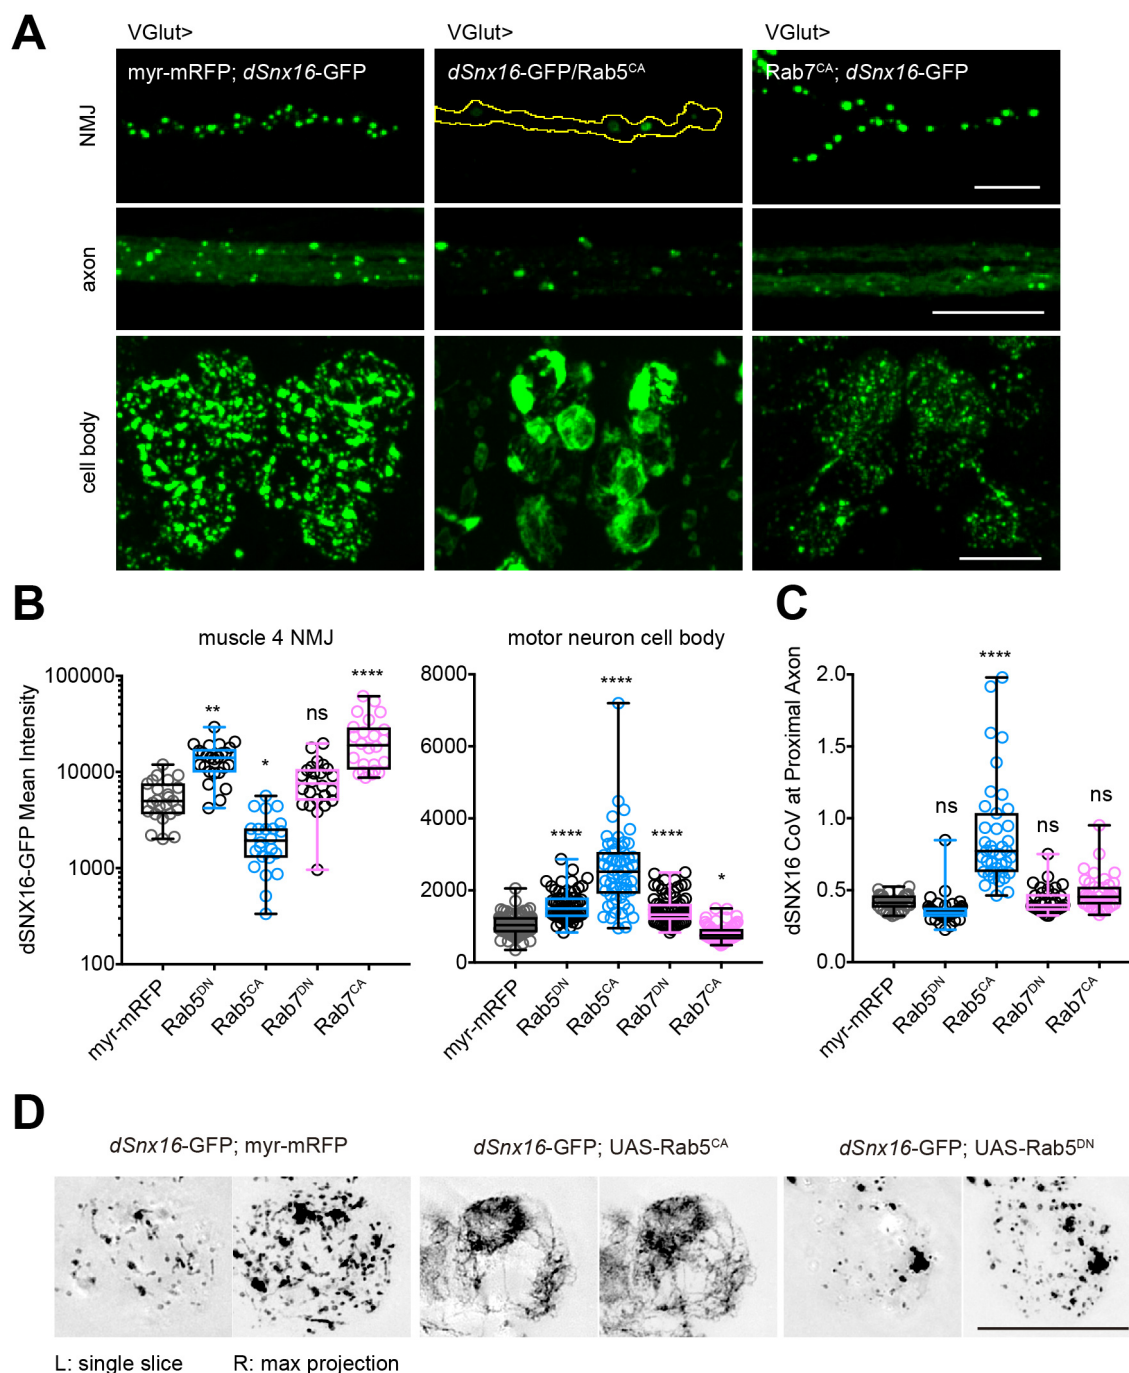 A
VGlut>
VGlut>
VGlut>
myr-mRFP; dSnx16-GFP
dSnx16-GFP/Rab5CA
Rab7CA; dSnx16-GFP
NMJ
axon
cell body
B
C
muscle 4 NMJ
motor neuron cell body
dSNX16-GFP Mean Intensity
100000
10000
1000
100
**
*
ns
****
myr-mRFP
Rab5DN
Rab5CA
Rab7DN
Rab7CA
8000
6000
4000
2000
0
****
****
****
*
myr-mRFP
Rab5DN
Rab5CA
Rab7DN
Rab7CA
dSNX16 CoV at Proximal Axon
2.0
1.5
1.0
0.5
0.0
ns
****
ns
ns
myr-mRFP
Rab5DN
Rab5CA
Rab7DN
Rab7CA
D
dSnx16-GFP; myr-mRFP
dSnx16-GFP; UAS-Rab5CA
dSnx16-GFP; UAS-Rab5DN
L: single slice
R: max projection